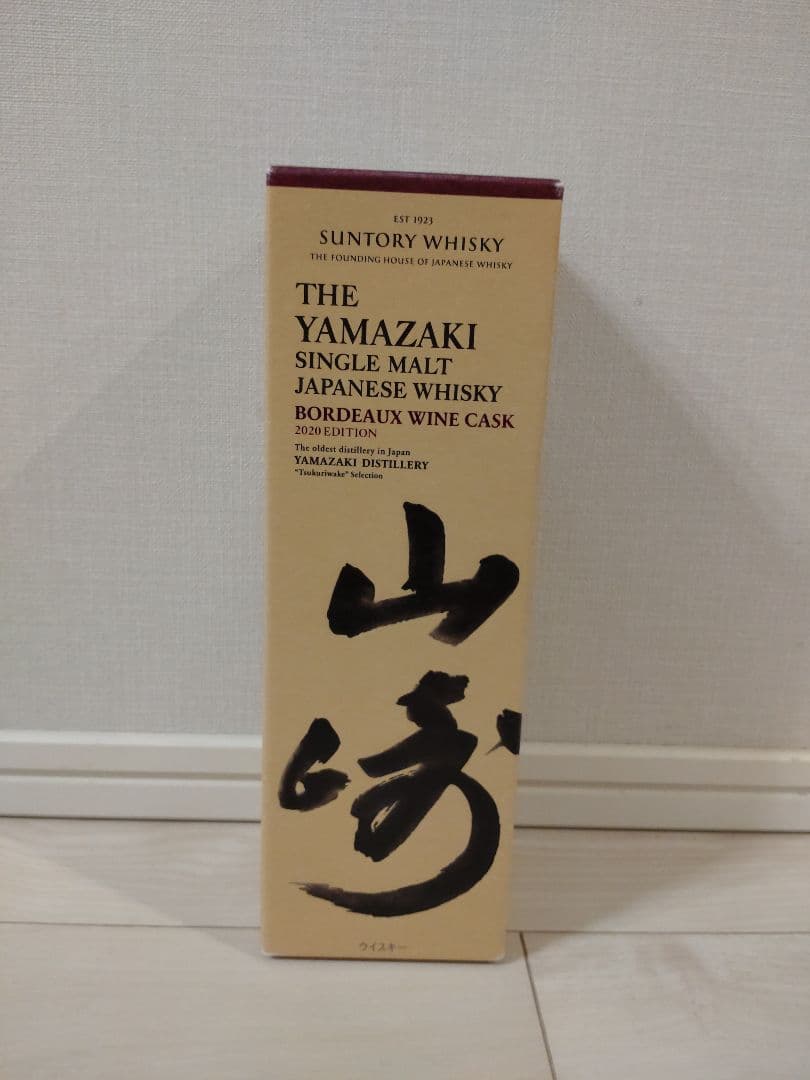 EST 1923
SUNTORY WHISKY
THE FOUNDING HOUSE OF JAPANESE WHISKY
THE
YAMAZAKI
SINGLE MALT
JAPANESE WHISKY
BORDEAUX WINE CASK
2020 EDITION
The oldest distillery in Japan
YAMAZAKI DISTILLERY
"Tsukuriwake" Selection
山
崎
ウイスキー